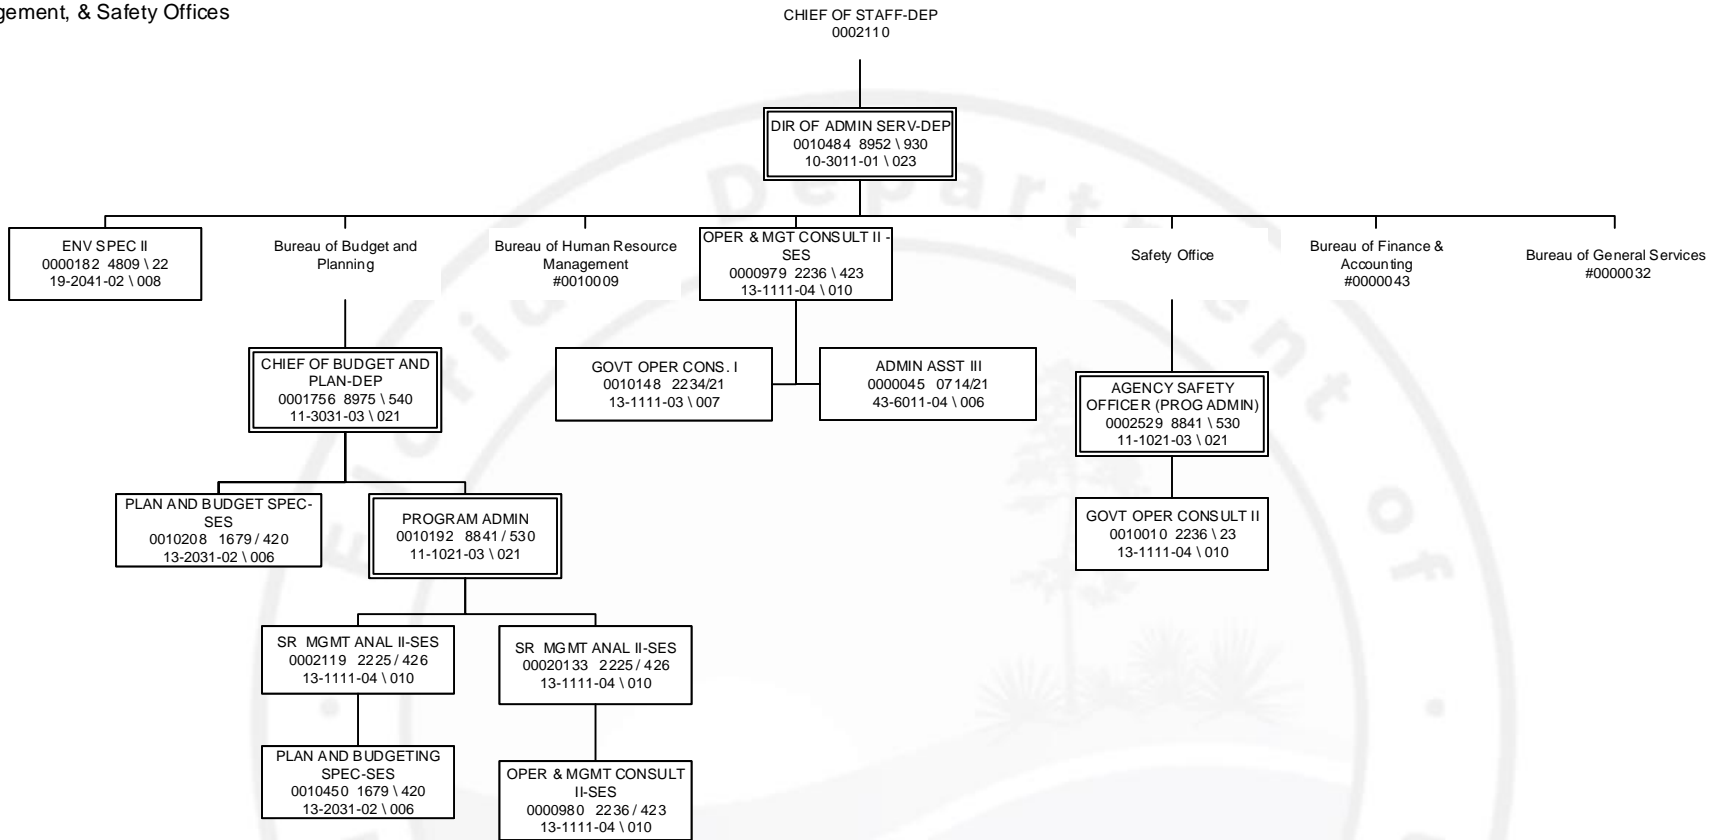 gement, & Safety Offices
CHIEF OF STAFF-DEP
0002110
DIR OF ADMIN SERV-DEP
0010484 8952 \ 930
10-3011-01 \ 023
ENV SPEC II
0000182 4809 \ 22
19-2041-02 \ 008
Bureau of Budget and
Planning
Bureau of Human Resource
Management
#0010009
OPER & MGT CONSULT II -
SES
0000979 2236 \ 423
13-1111-04 \ 010
Safety Office
Bureau of Finance &
Accounting
#0000043
Bureau of General Services
#0000032
CHIEF OF BUDGET AND
PLAN-DEP
0001756 8975 \ 540
11-3031-03 \ 021
GOVT OPER CONS. I
0010148 2234/21
13-1111-03 \ 007
ADMIN ASST III
0000045 0714/21
43-6011-04 \ 006
AGENCY SAFETY
OFFICER (PROG ADMIN)
0002529 8841 \ 530
11-1021-03 \ 021
PLAN AND BUDGET SPEC-
SES
0010208 1679 / 420
13-2031-02 \ 006
PROGRAM ADMIN
0010192 8841 / 530
11-1021-03 \ 021
GOVT OPER CONSULT II
0010010 2236 \ 23
13-1111-04 \ 010
SR MGMT ANAL II-SES
0002119 2225 / 426
13-1111-04 \ 010
SR MGMT ANAL II-SES
00020133 2225 / 426
13-1111-04 \ 010
PLAN AND BUDGETING
SPEC-SES
0010450 1679 \ 420
13-2031-02 \ 006
OPER & MGMT CONSULT
II-SES
0000980 2236 / 423
13-1111-04 \ 010
Florida Department of